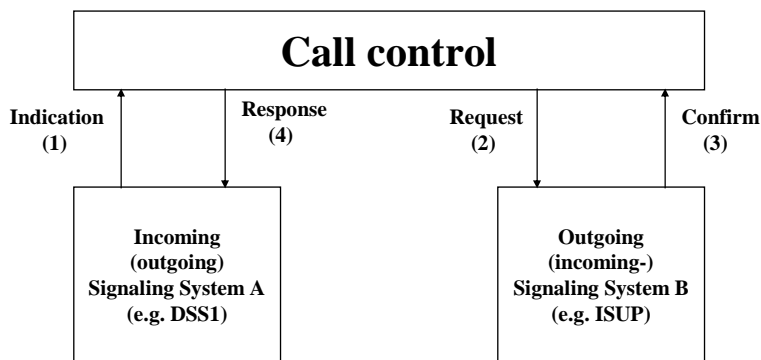 Call control
Indication
(1)
Response
(4)
Request
(2)
Confirm
(3)
Incoming
(outgoing)
Signaling System A
(e.g. DSS1)
Outgoing
(incoming-)
Signaling System B
(e.g. ISUP)